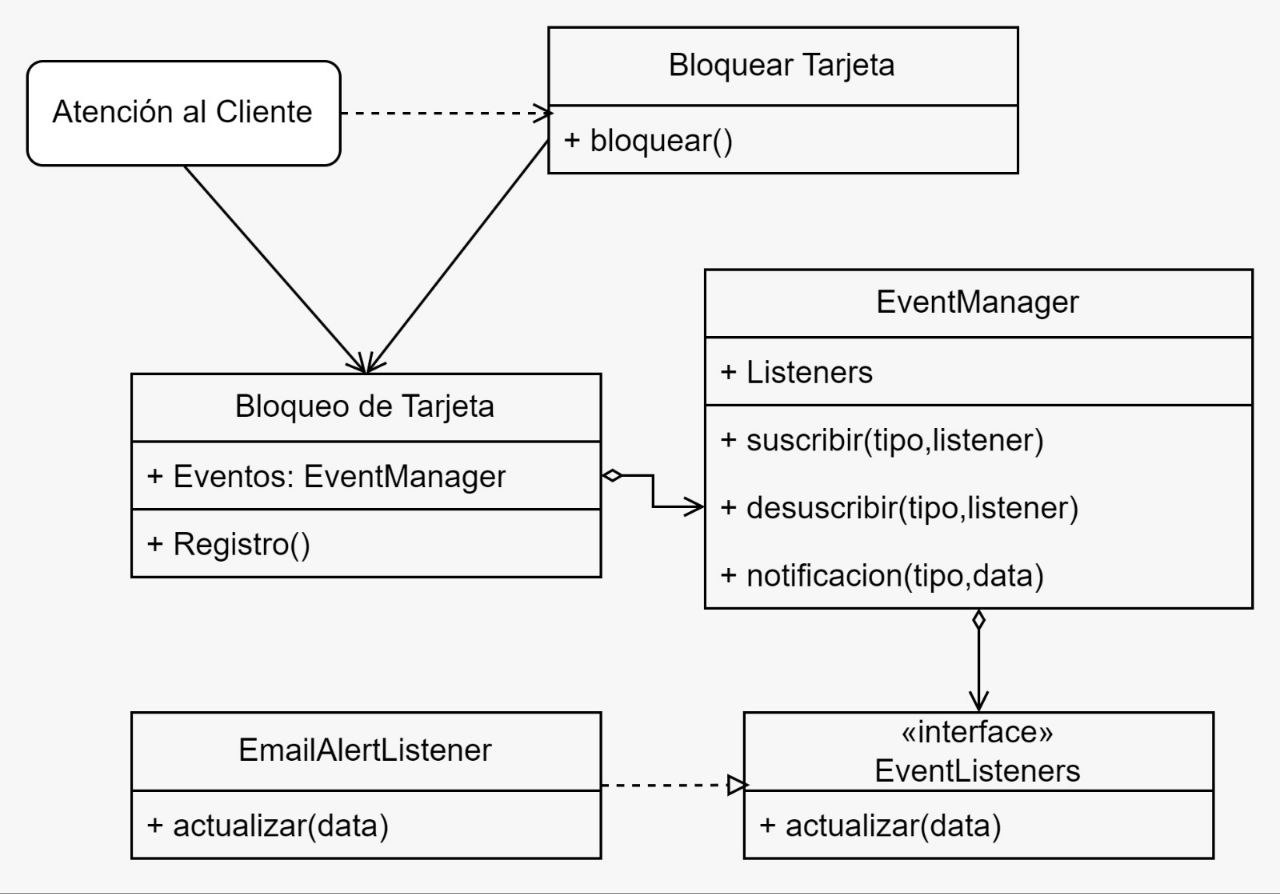 Bloquear Tarjeta
Atención al Cliente
+ bloquear()
EventManager
+ Listeners
Bloqueo de Tarjeta
+ suscribir(tipo,listener)
+ Eventos: EventManager
+ desuscribir(tipo,listener)
+ Registro()
+ notificacion(tipo,data)
«interface»
EmailAlertListener
EventListeners
+ actualizar(data)
+ actualizar(data)